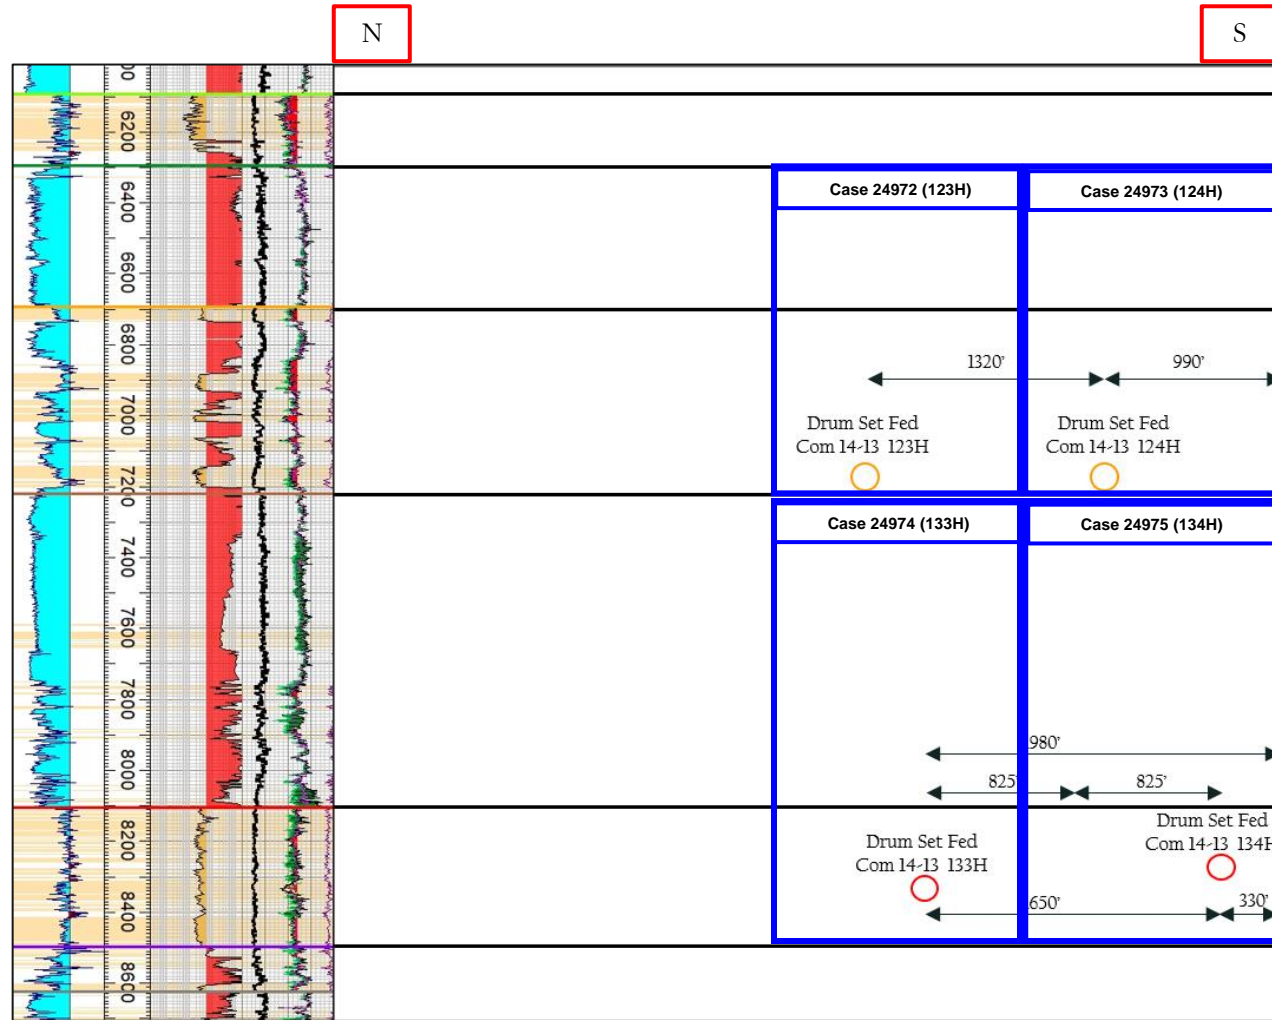 N
S
6200
6400
6600
6800
7000
7200
7400
7600
7800
8000
8200
8400
8600
Case 24972 (123H)
Case 24973 (124H)
1320'
990'
Drum Set Fed
Com 14-13 123H
Drum Set Fed
Com 14-13 124H
Case 24974 (133H)
Case 24975 (134H)
980'
825'
825'
Drum Set Fed
Com 14-13 133H
Drum Set Fed
Com 14-13 134H
650'
330'